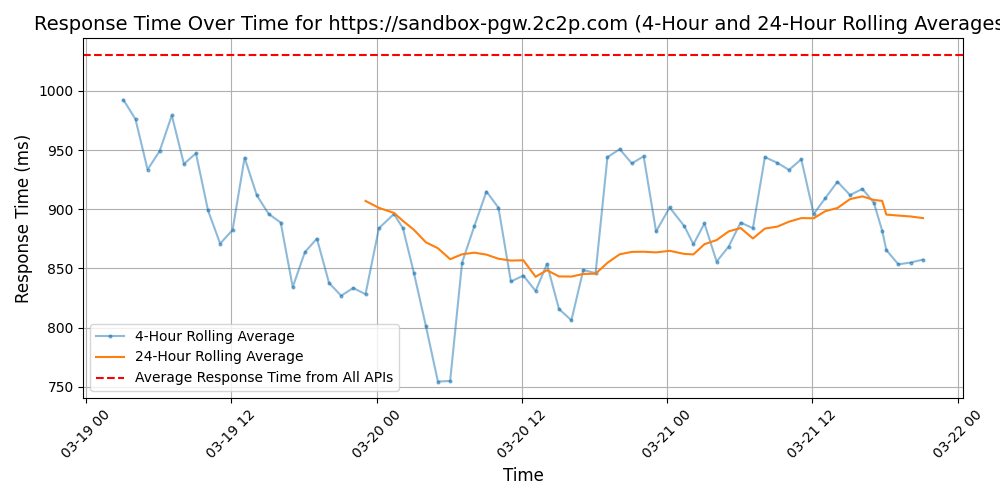 Response Time Over Time for https://sandbox-pgw.2c2p.com (4-Hour and 24-Hour Rolling Averages
Response Time (ms)
1000
950
900
850
800
750
4-Hour Rolling Average
24-Hour Rolling Average
Average Response Time from All APIs
03-19 00
03-19 12
03-20 00
03-20 12
03-21 00
03-21 12
03-22 00
Time